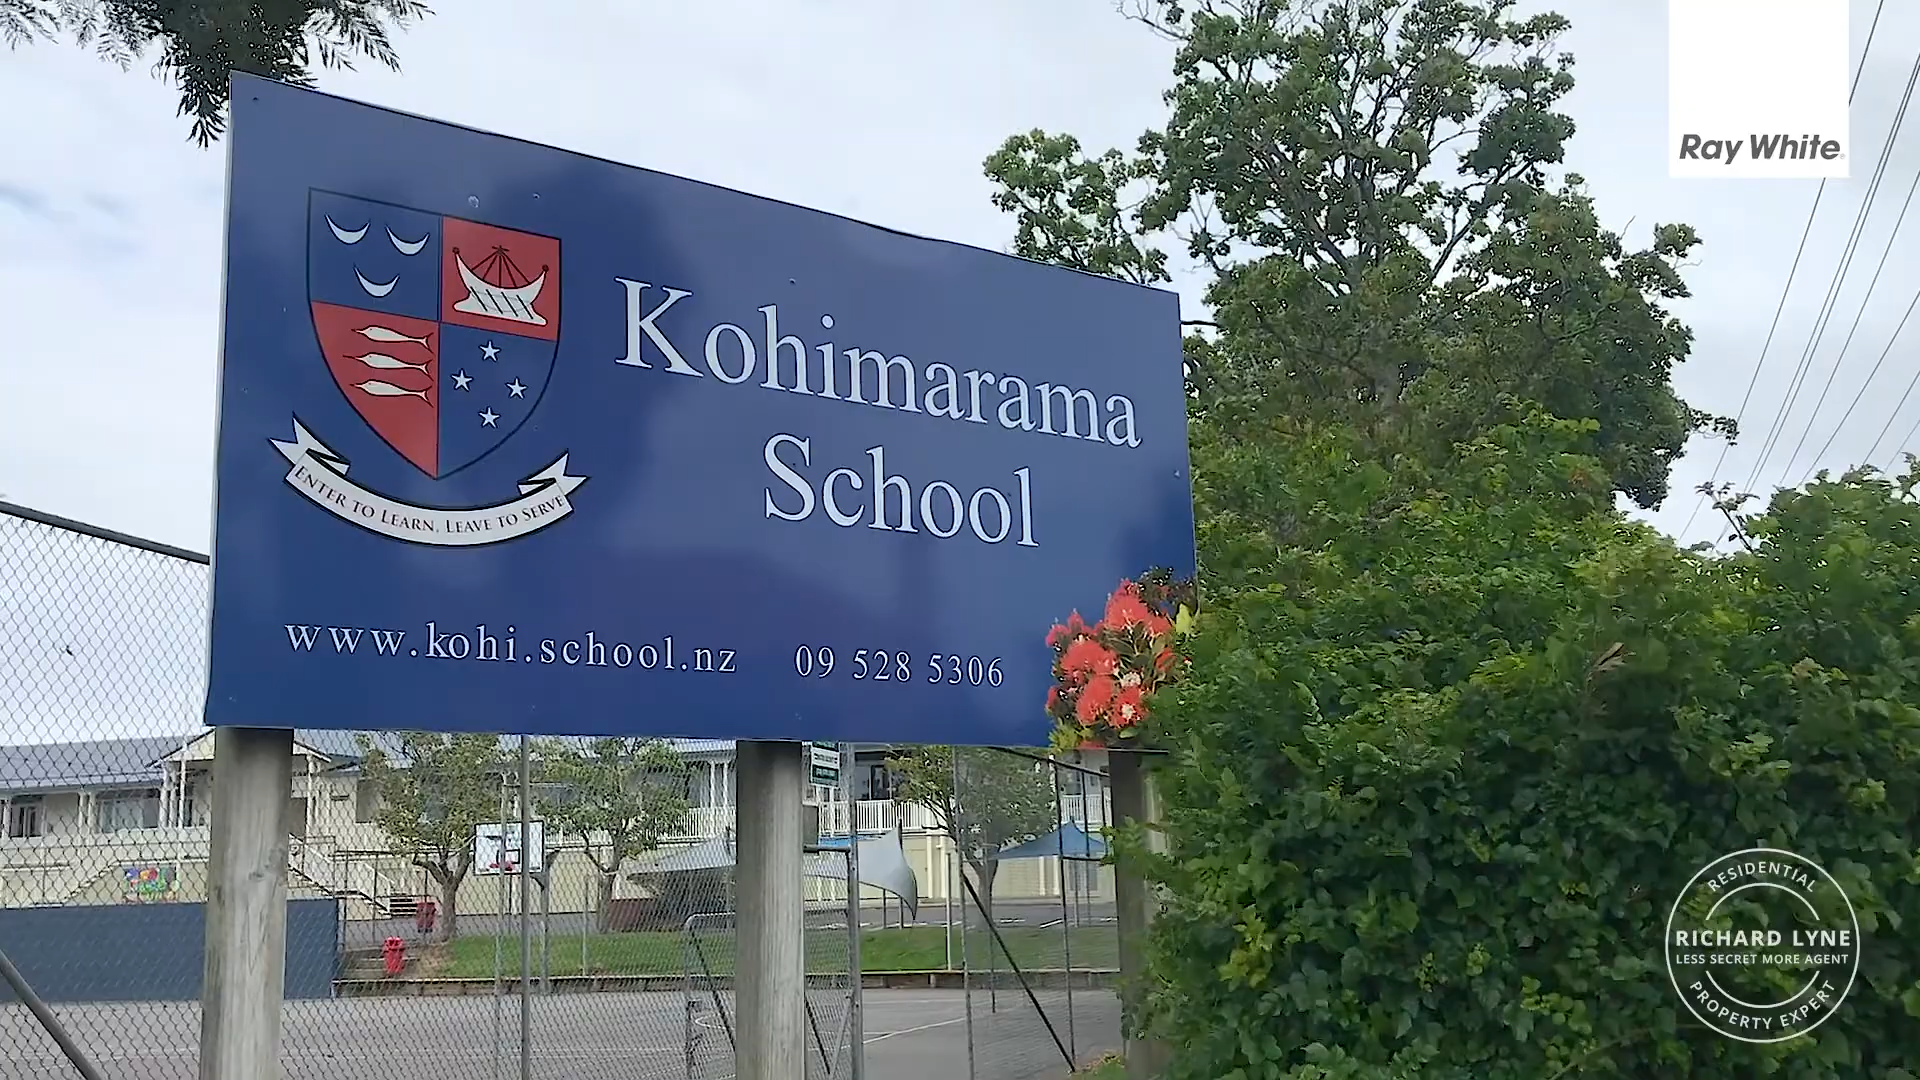 Ray White
Kohimarama
School
ENTER TO LEARN, LEAVE TO SERVE
www.kohi.school.nz 09 528 5306
RESIDENTIAL
RICHARD LYNE
LESS SECRET MORE AGENT
PROPERTY EXPERT